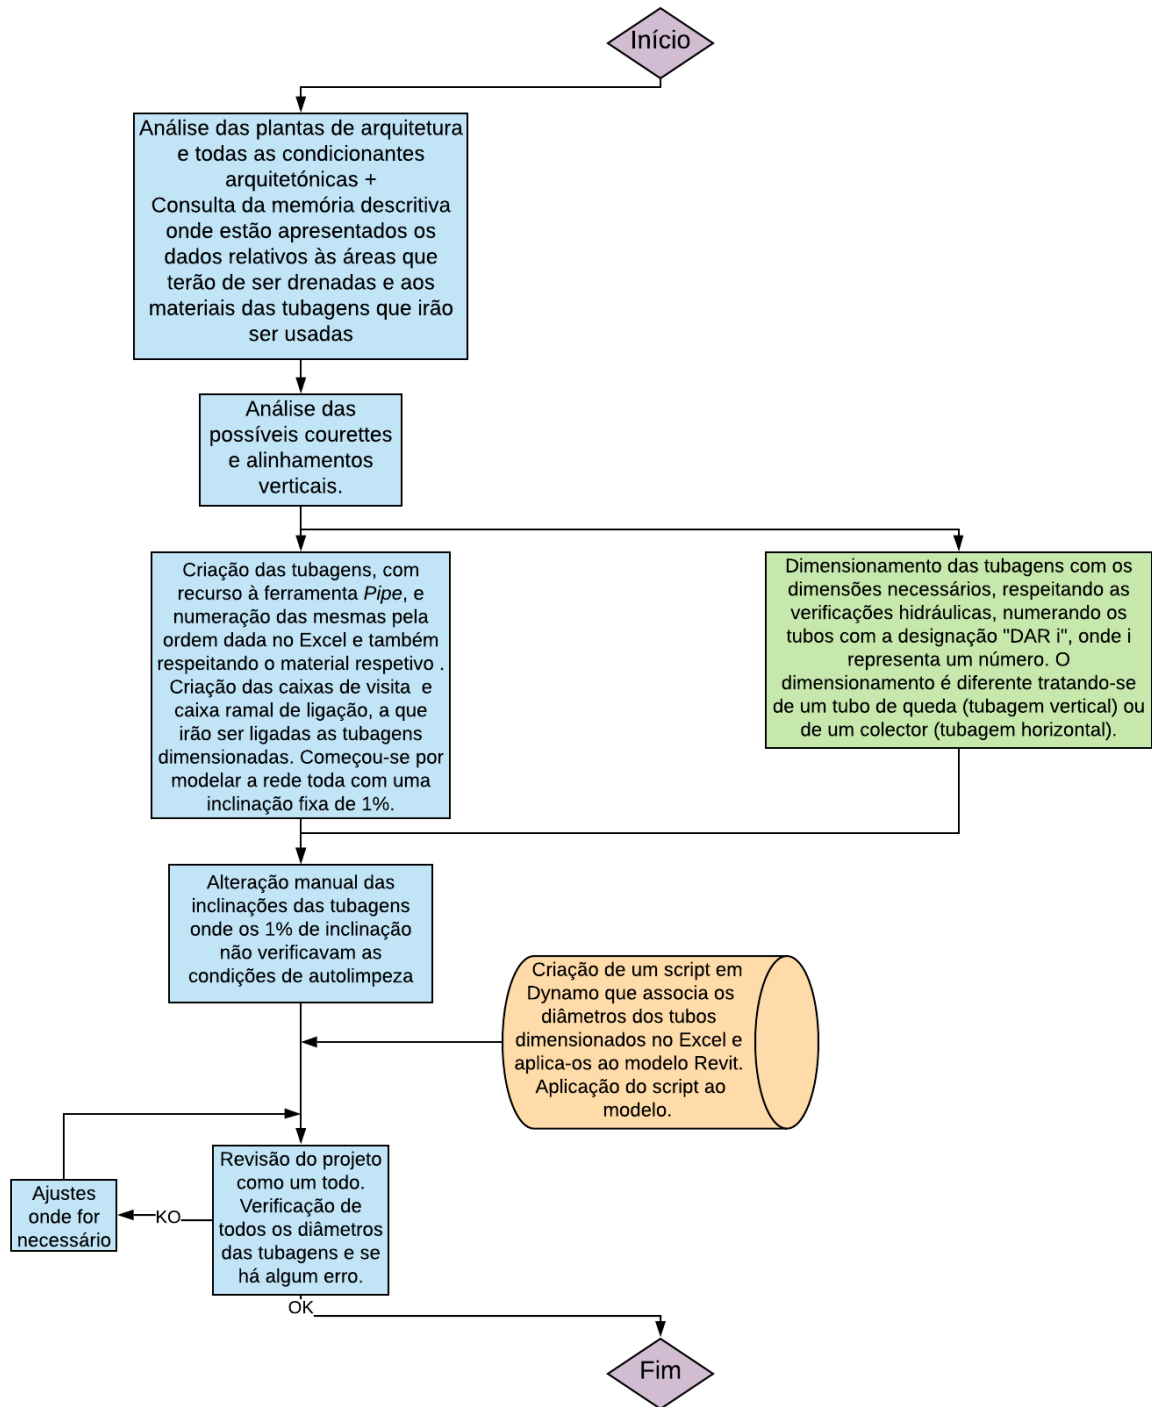 Início
Análise das plantas de arquitetura
e todas as condicionantes
arquitetónicas +
Consulta da memória descritiva
onde estão apresentados os
dados relativos às áreas que
terão de ser drenadas e aos
materiais das tubagens que irão
ser usadas
Análise das
possíveis courettes
e alinhamentos
verticais.
Criação das tubagens, com
recurso à ferramenta Pipe, e
numeração das mesmas pela
ordem dada no Excel e também
respeitando o material respetivo .
Criação das caixas de visita  e
caixa ramal de ligação, a que
irão ser ligadas as tubagens
dimensionadas. Começou-se por
modelar a rede toda com uma
inclinação fixa de 1%.
Dimensionamento das tubagens com os
dimensões necessários, respeitando as
verificações hidráulicas, numerando os
tubos com a designação "DAR i", onde i
representa um número. O
dimensionamento é diferente tratando-se
de um tubo de queda (tubagem vertical) ou
de um colector (tubagem horizontal).
Alteração manual das
inclinações das tubagens
onde os 1% de inclinação
não verificavam as
condições de autolimpeza
Criação de um script em
Dynamo que associa os
diâmetros dos tubos
dimensionados no Excel e
aplica-os ao modelo Revit.
Aplicação do script ao
modelo.
Revisão do projeto
como um todo.
Verificação de
todos os diâmetros
das tubagens e se
há algum erro.
KO
Ajustes
onde for
necessário
OK
Fim